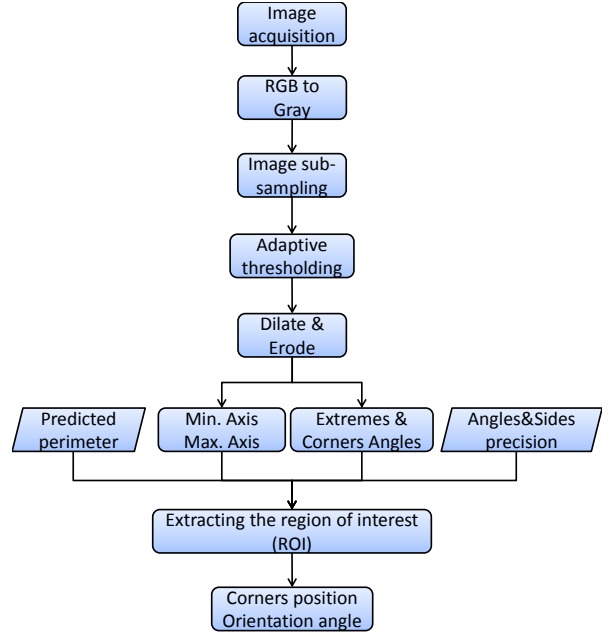 Image
acquisition
RGB to
Gray
Image sub-
sampling
Adaptive
thresholding
Dilate &
Erode
Predicted
perimeter
Min. Axis
Max. Axis
Extremes &
Corners Angles
Angles&Sides
precision
Extracting the region of interest
(ROI)
Corners position
Orientation angle